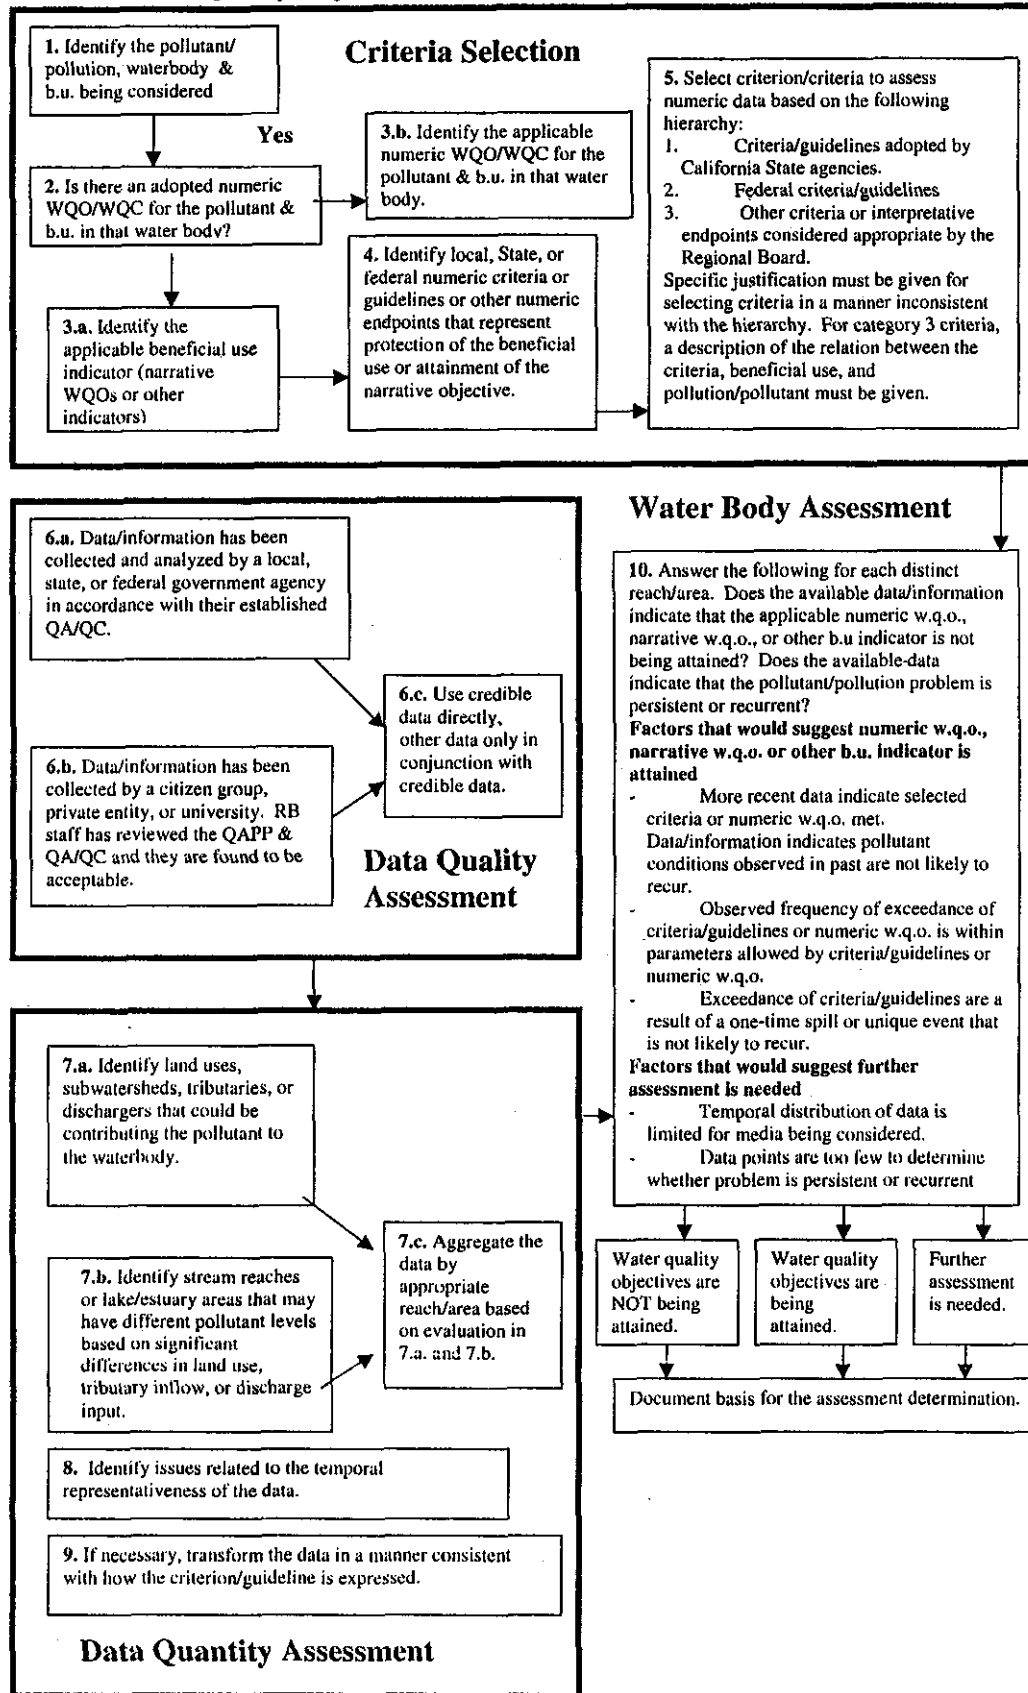 Criteria Selection
1. Identify the pollutant/
pollution, waterbody &
b.u. being considered
Yes
2. Is there an adopted numeric
WQO/WQC for the pollutant &
b.u. in that water body?
3.b. Identify the applicable
numeric WQO/WQC for the
pollutant & b.u. in that water
body.
3.a. Identify the
applicable beneficial use
indicator (narrative
WQOs or other
indicators)
4. Identify local, State, or
federal numeric criteria or
guidelines or other numeric
endpoints that represent
protection of the beneficial
use or attainment of the
narrative objective.
5. Select criterion/criteria to assess
numeric data based on the following
hierarchy:
1. Criteria/guidelines adopted by
California State agencies.
2. Federal criteria/guidelines
3. Other criteria or interpretative
endpoints considered appropriate by the
Regional Board.
Specific justification must be given for
selecting criteria in a manner inconsistent
with the hierarchy. For category 3 criteria,
a description of the relation between the
criteria, beneficial use, and
pollution/pollutant must be given.
6.a. Data/information has been
collected and analyzed by a local,
state, or federal government agency
in accordance with their established
QA/QC.
6.b. Data/information has been
collected by a citizen group,
private entity, or university. RB
staff has reviewed the QAPP &
QA/QC and they are found to be
acceptable.
6.c. Use credible
data directly,
other data only in
conjunction with
credible data.
Data Quality
Assessment
7.a. Identify land uses,
subwatersheds, tributaries, or
dischargers that could be
contributing the pollutant to
the waterbody.
7.b. Identify stream reaches
or lake/estuary areas that may
have different pollutant levels
based on significant
differences in land use,
tributary inflow, or discharge
input.
7.c. Aggregate the
data by
appropriate
reach/area based
on evaluation in
7.a. and 7.b.
8. Identify issues related to the temporal
representativeness of the data.
9. If necessary, transform the data in a manner consistent
with how the criterion/guideline is expressed.
Data Quantity Assessment
Water Body Assessment
10. Answer the following for each distinct
reach/area. Does the available data/information
indicate that the applicable numeric w.q.o.,
narrative w.q.o., or other b.u indicator is not
being attained? Does the available-data
indicate that the pollutant/pollution problem is
persistent or recurrent?
Factors that would suggest numeric w.q.o.,
narrative w.q.o. or other b.u. indicator is
attained
- More recent data indicate selected
criteria or numeric w.q.o. met.
Data/information indicates pollutant
conditions observed in past are not likely to
recur.
- Observed frequency of exceedance of
criteria/guidelines or numeric w.q.o. is within
parameters allowed by criteria/guidelines or
numeric w.q.o.
- Exceedance of criteria/guidelines are a
result of a one-time spill or unique event that
is not likely to recur.
Factors that would suggest further
assessment is needed
- Temporal distribution of data is
limited for media being considered.
- Data points are too few to determine
whether problem is persistent or recurrent
Water quality
objectives are
NOT being
attained.
Water quality
objectives are
being
attained.
Further
assessment
is needed.
Document basis for the assessment determination.